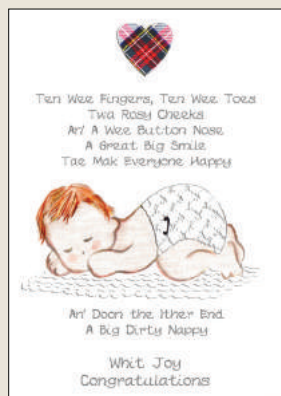 Ten Wee Fingers, Ten Wee Toes
Twa Rosy Cheeks
An' A Wee Button Nose
A Great Big Smile
Tae Mak Everyone Happy
An' Doon the Ither End
A Big Dirty Nappy
Whit Joy
Congratulations